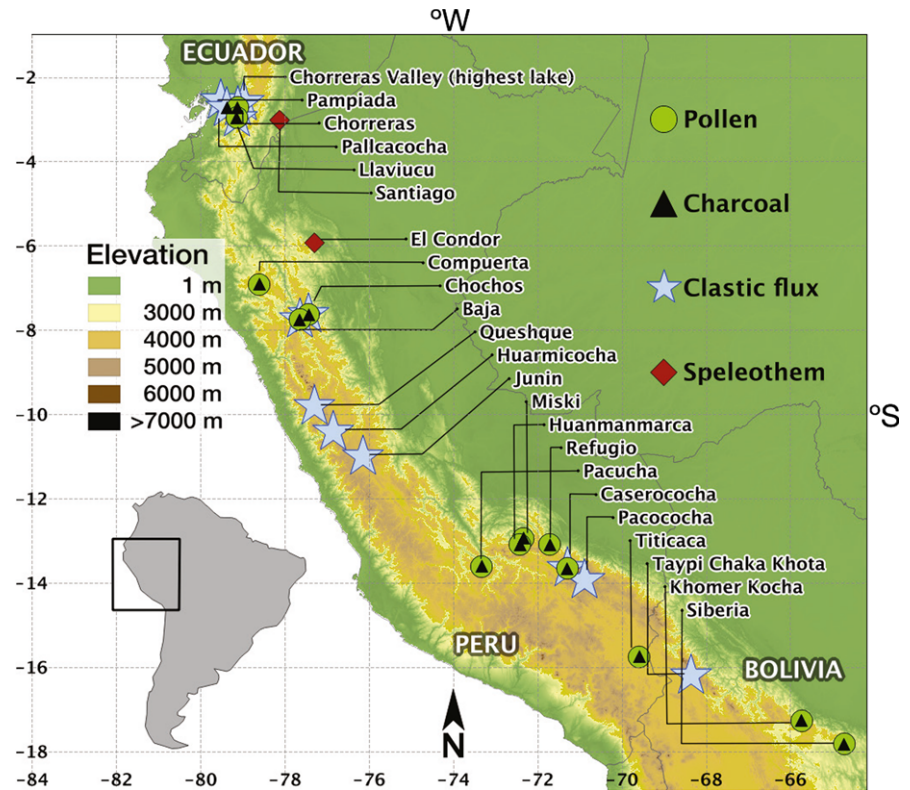 ºW
ECUADOR
-2
Chorreras Valley (highest lake)
Pampiada
Pollen
Chorreras
Pallcacocha
-4
Llaviucu
Santiago
Charcoal
-6
El Condor
Elevation
Compuerta
1 m
Chochos
Clastic flux
3000 m
-8
Baja
4000 m
Queshque
5000 m
Huarmicocha
6000 m
Junin
Speleothem
>7000 m
Miski
-10
ºS
Huanmanmarca
Refugio
Pacucha
-12
Caserococha
Pacococha
Titicaca
Taypi Chaka Khota
-14
Khomer Kocha
Siberia
PERU
BOLIVIA
-16
N
-18
-84
-80
-78
-76
-74
-72
-70
-68
-66